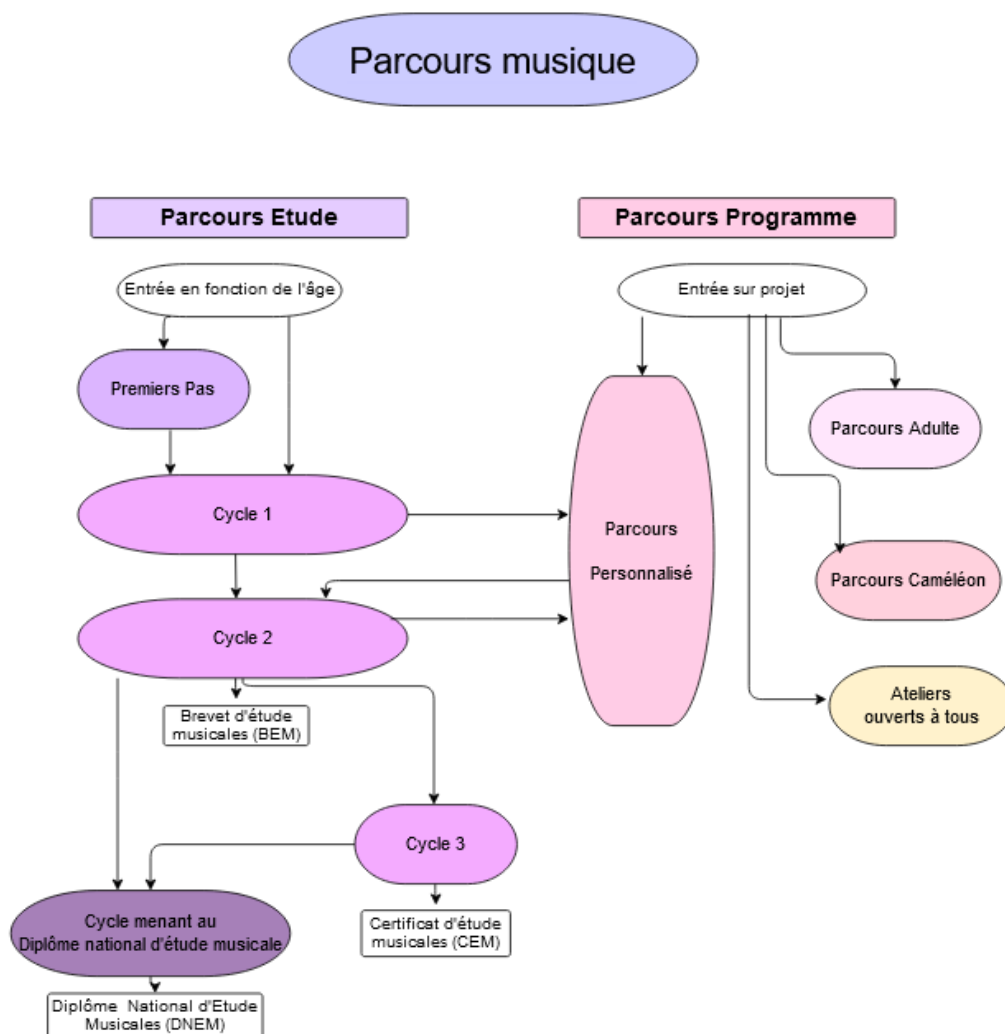 Parcours musique
Parcours Etude
Parcours Programme
Entrée en fonction de l'âge
Entrée sur projet
Premiers Pas
Parcours Adulte
Cycle 1
Parcours
Personnalisé
Parcours Caméléon
Cycle 2
Ateliers
ouverts à tous
Brevet d'étude
musicales (BEM)
Cycle 3
Cycle menant au
Diplôme national d'étude musicale
Certificat d'étude
musicales (CEM)
Diplôme National d'Etude
Musicales (DNEM)